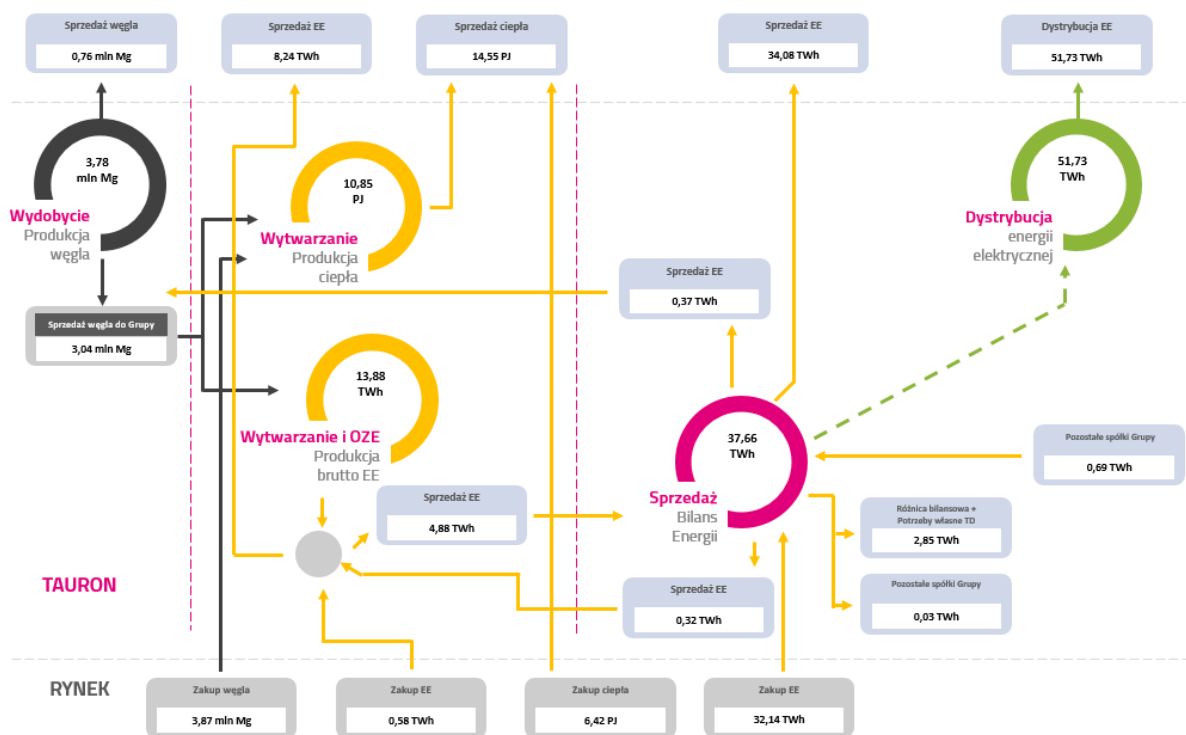 Sprzedaż węgla
0,76 mln Mg
Sprzedaż EE
8,24 TWh
Sprzedaż ciepła
14,55 PJ
Sprzedaż EE
34,08 TWh
Dystrybucja EE
51,73 TWh
3,78
mln Mg
Wydobycie
Produkcja
węgla
10,85
PJ
Wytwarzanie
Produkcja
ciepła
51,73
TWh
Dystrybucja
energii
elektrycznej
Sprzedaż EE
0,37 TWh
Sprzedaż węgla do Grupy
3,04 mln Mg
13,88
TWh
Wytwarzanie i OZE
Produkcja
brutto EE
37,66
TWh
Sprzedaż
Bilans
Energii
Pozostałe spółki Grupy
0,69 TWh
Sprzedaż EE
4,88 TWh
Różnica bilansowa +
Potrzeby własne TD
2,85 TWh
Sprzedaż EE
0,32 TWh
Pozostałe spółki Grupy
0,03 TWh
TAURON
RYNEK
Zakup węgla
3,87 mln Mg
Zakup EE
0,58 TWh
Zakup ciepła
6,42 PJ
Zakup EE
32,14 TWh